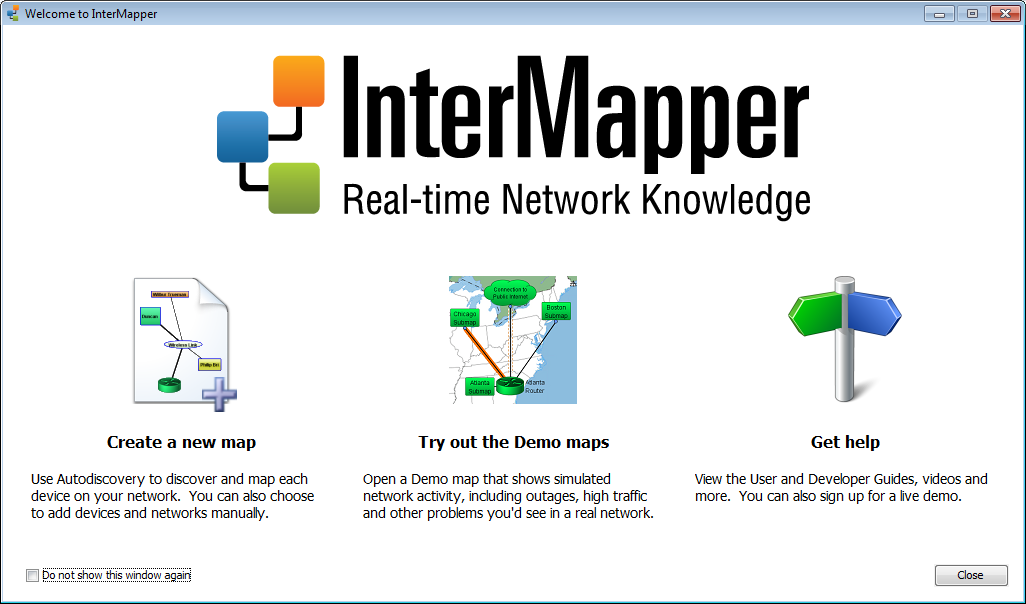 Welcome to InterMapper
InterMapper
Real-time Network Knowledge
Duncan
Wireless Link
Connection to
Public Internet
Chicago
Submap
Boston
Submap
Atlanta
Submap
Atlanta
Router
Create a new map
Try out the Demo maps
Get help
Use Autodiscovery to discover and map each
device on your network.  You can also choose
to add devices and networks manually.
Open a Demo map that shows simulated
network activity, including outages, high traffic
and other problems you'd see in a real network.
View the User and Developer Guides, videos and
more.  You can also sign up for a live demo.
Do not show this window again
Close